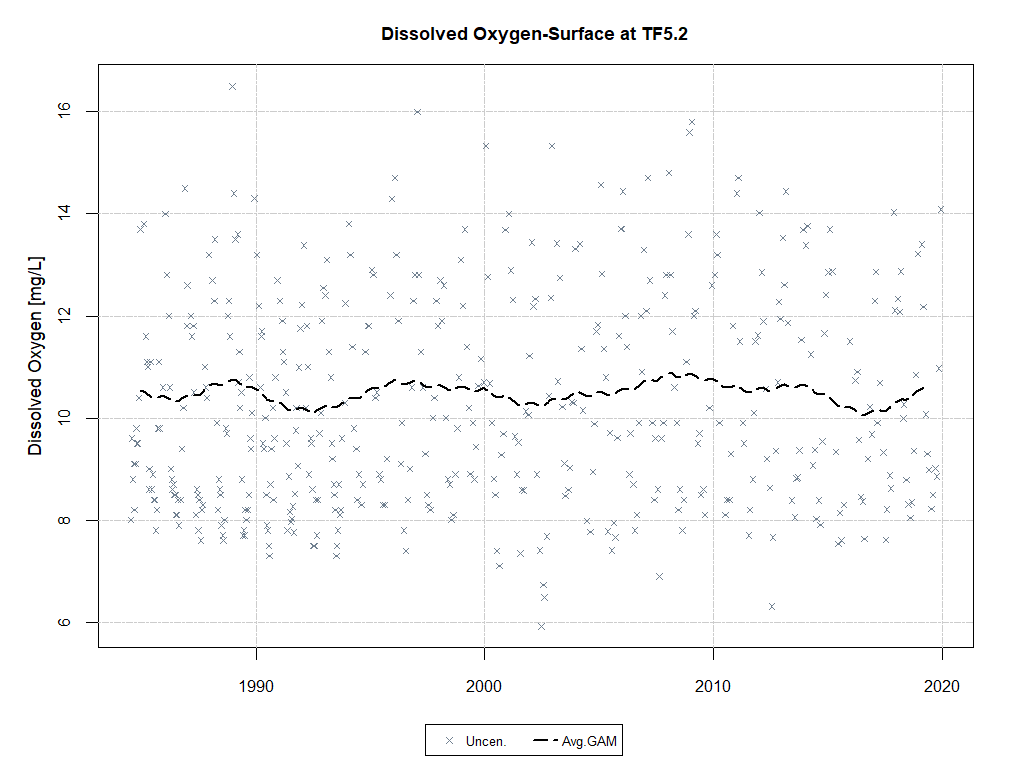 Dissolved Oxygen-Surface at TF5.2
Dissolved Oxygen [mg/L]
16
14
12
10
8
6
1990 2000 2010 2020
Uncen. Avg.GAM